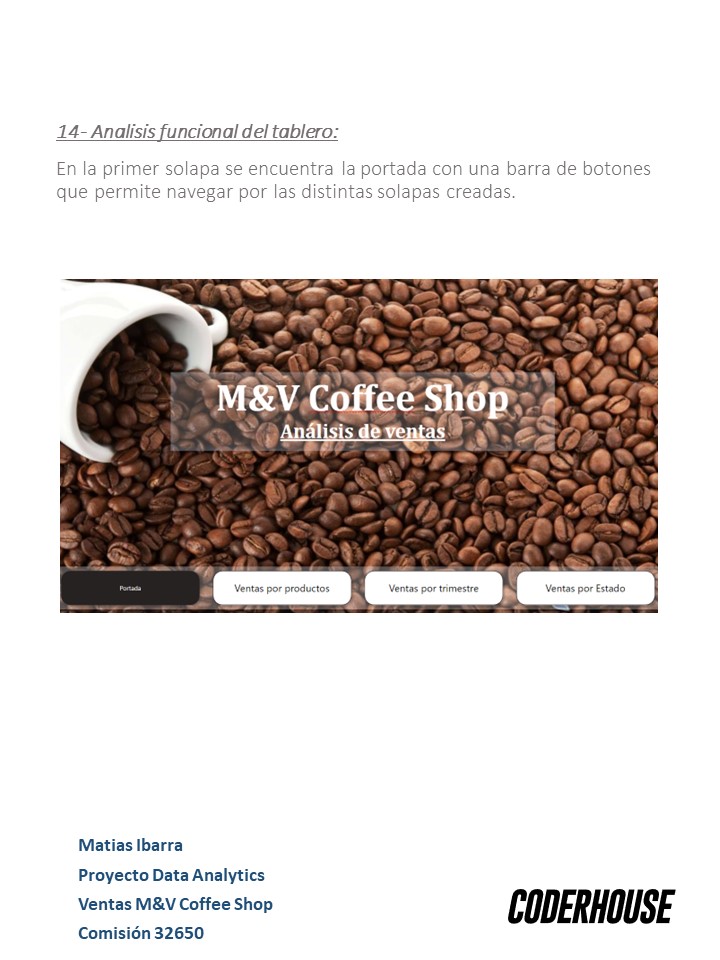 14- Analisis funcional del tablero:
En la primer solapa se encuentra la portada con una barra de botones
que permite navegar por las distintas solapas creadas.
M&V Coffee Shop
Análisis de ventas
Portada
Ventas por productos
Ventas por trimestre
Ventas por Estado
Matias Ibarra
Proyecto Data Analytics
Ventas M&V Coffee Shop
Comisión 32650
CODERHOUSE